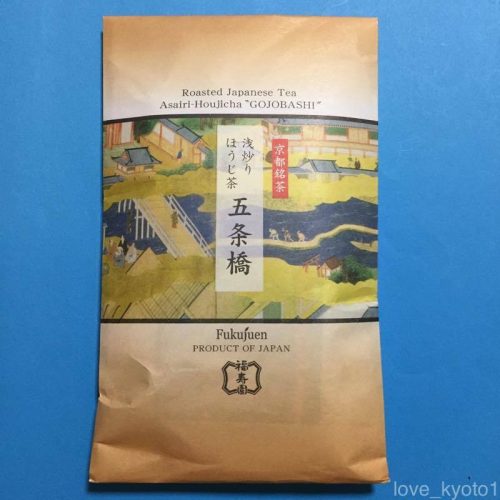 Roasted Japanese Tea
Asairi-Houjicha "GOJOBASHI"
京都銘茶
浅炒り
ほうじ茶
五条橋
Fukujuen
PRODUCT OF JAPAN
福寿園
love_kyoto1